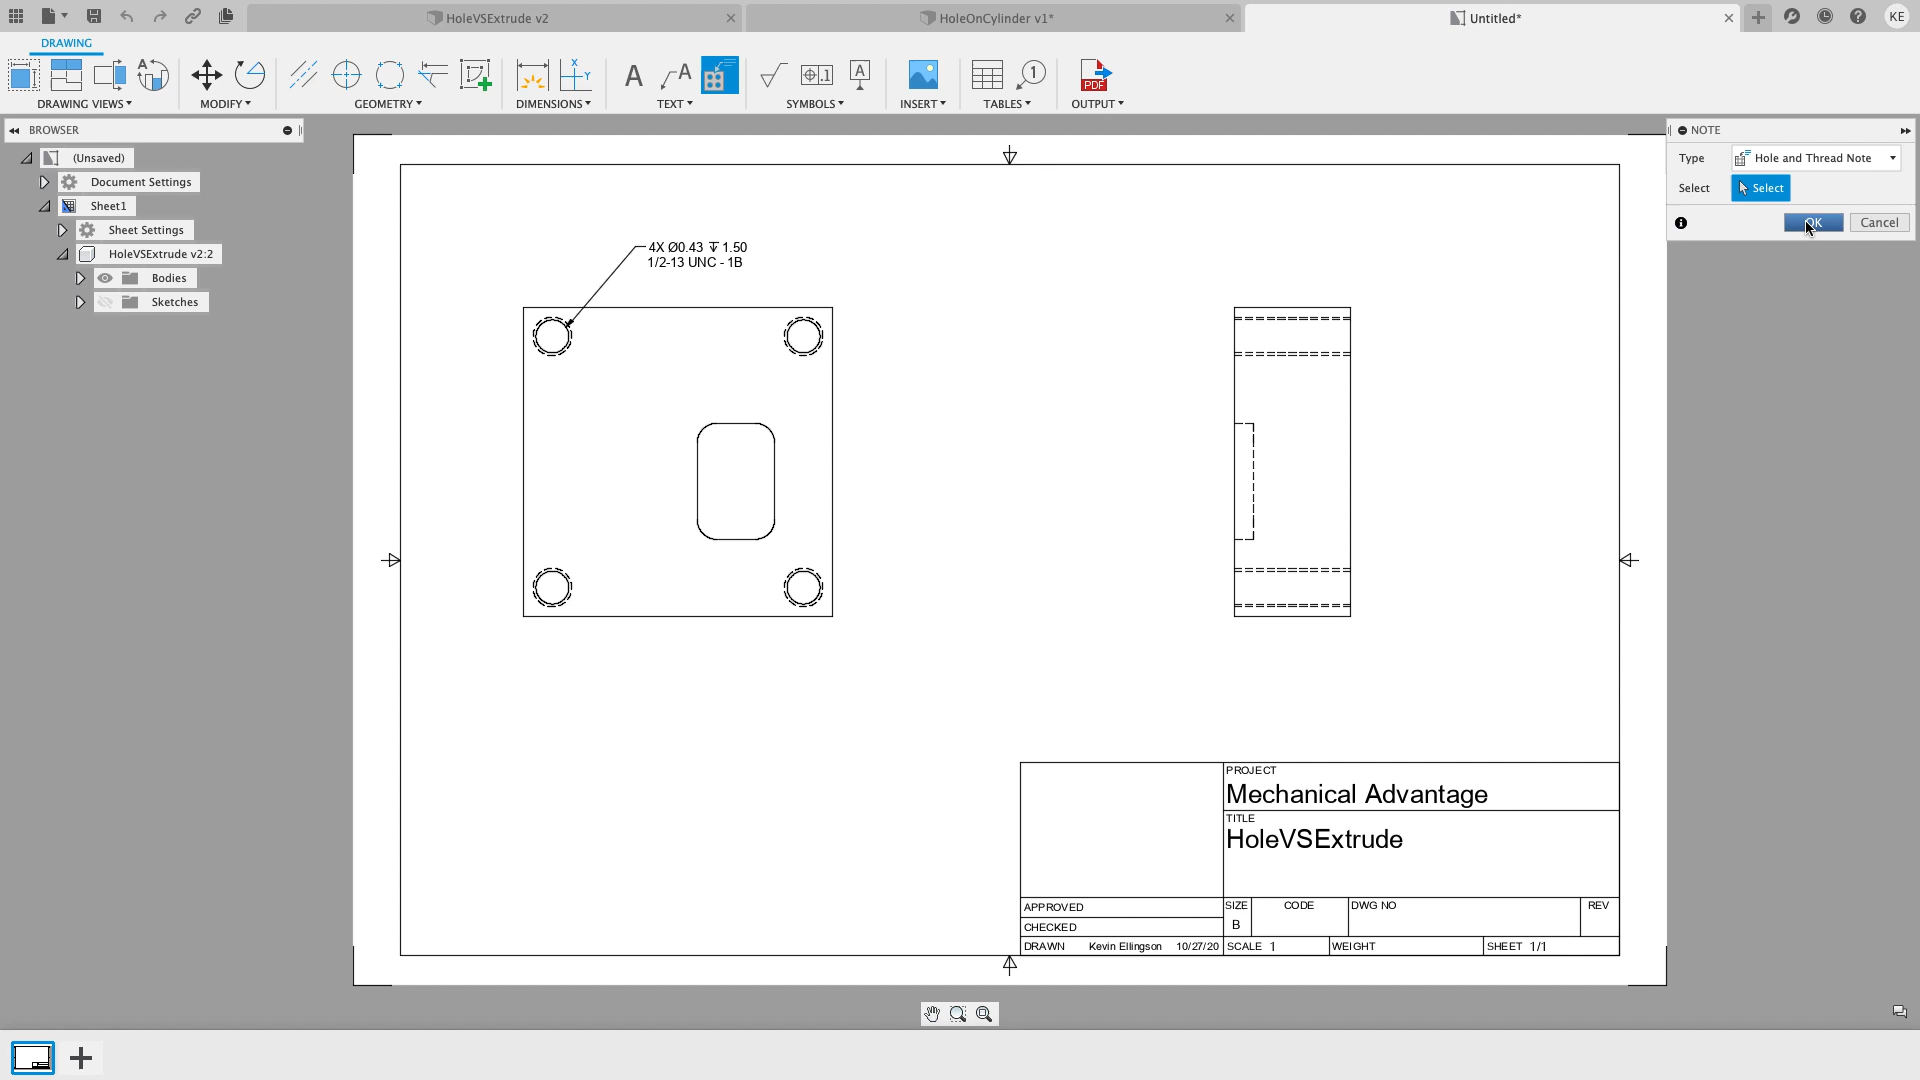 HoleVSExtrude v2
HoleOnCylinder v1*
Untitled*
KE
DRAWING
DRAWING VIEWS
MODIFY
GEOMETRY
DIMENSIONS
TEXT
SYMBOLS
INSERT
TABLES
OUTPUT
PDF
BROWSER
(Unsaved)
Document Settings
Sheet1
Sheet Settings
HoleVSExtrude v2:2
Bodies
Sketches
NOTE
Type
Hole and Thread Note
Select
Select
OK
Cancel
4X Ø0.43 ↧ 1.50
1/2-13 UNC - 1B
PROJECT
Mechanical Advantage
TITLE
HoleVSExtrude
APPROVED
CHECKED
DRAWN Kevin Ellingson 10/27/20
SIZE
B
CODE
DWG NO
REV
SCALE 1
WEIGHT
SHEET 1/1